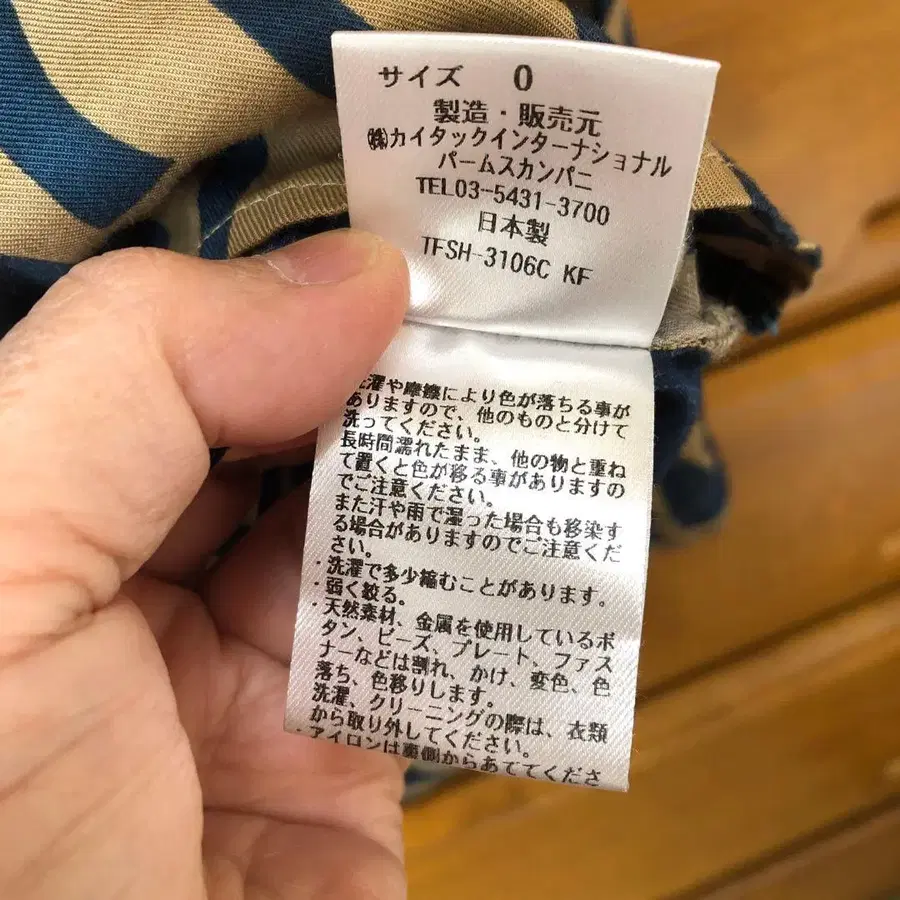 サイズ 0
製造・販売元
㈱カイタックインターナショナル
パームスカンパニ
TEL03-5431-3700
日本製
TFSH-3106C KF
洗濯や摩擦により色が落ちる事が
ありますので、他のものと分けて
洗ってください。
長時間濡れたまま、他の物と重ね
て置くと色が移る事がありますの
でご注意ください。
また汗や雨で湿った場合も移染す
る場合がありますのでご注意くだ
さい。
・洗濯で多少縮むことがあります。
・弱く絞る。
・天然素材、金属を使用しているボ
タン、ビーズ、プレート、ファス
ナーなどは割れ、かけ、変色、色
落ち、色移りします。
洗濯、クリーニングの際は、衣類
から取り外してください。
・アイロンは裏側からあててくださ